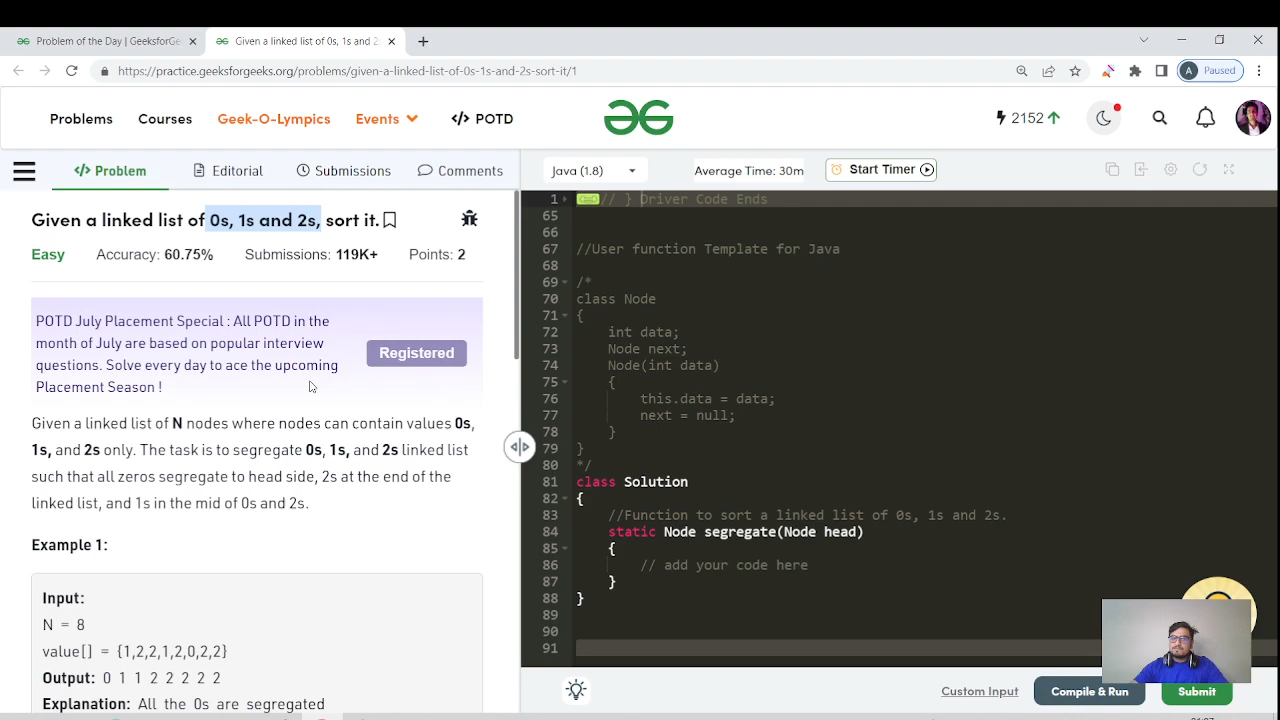 Problem of the Day | GeeksforGe
Given a linked list of 0s, 1s and 2
https://practice.geeksforgeeks.org/problems/given-a-linked-list-of-0s-1s-and-2s-sort-it/1
A Paused
Problems
Courses
Geek-O-Lympics
Events
</> POTD
2152
</> Problem
Editorial
Submissions
Comments
Java (1.8)
Average Time: 30m
Start Timer
Given a linked list of 0s, 1s and 2s, sort it.
Easy
Accuracy: 60.75%
Submissions: 119K+
Points: 2
POTD July Placement Special : All POTD in the
month of July are based on popular interview
questions. Solve every day to ace the upcoming
Placement Season !
Registered
Given a linked list of N nodes where nodes can contain values 0s,
1s, and 2s only. The task is to segregate 0s, 1s, and 2s linked list
such that all zeros segregate to head side, 2s at the end of the
linked list, and 1s in the mid of 0s and 2s.
Example 1:
Input:
N = 8
value[] = {1,2,2,1,2,0,2,2}
Output: 0 1 1 2 2 2 2 2
Explanation: All the 0s are segregated
1 // } Driver Code Ends
65
66
67 //User function Template for Java
68
69 /*
70 class Node
71 {
72 int data;
73 Node next;
74 Node(int data)
75 {
76 this.data = data;
77 next = null;
78 }
79 }
80 */
81 class Solution
82 {
83 //Function to sort a linked list of 0s, 1s and 2s.
84 static Node segregate(Node head)
85 {
86 // add your code here
87 }
88 }
89
90
91
Custom Input
Compile & Run
Submit